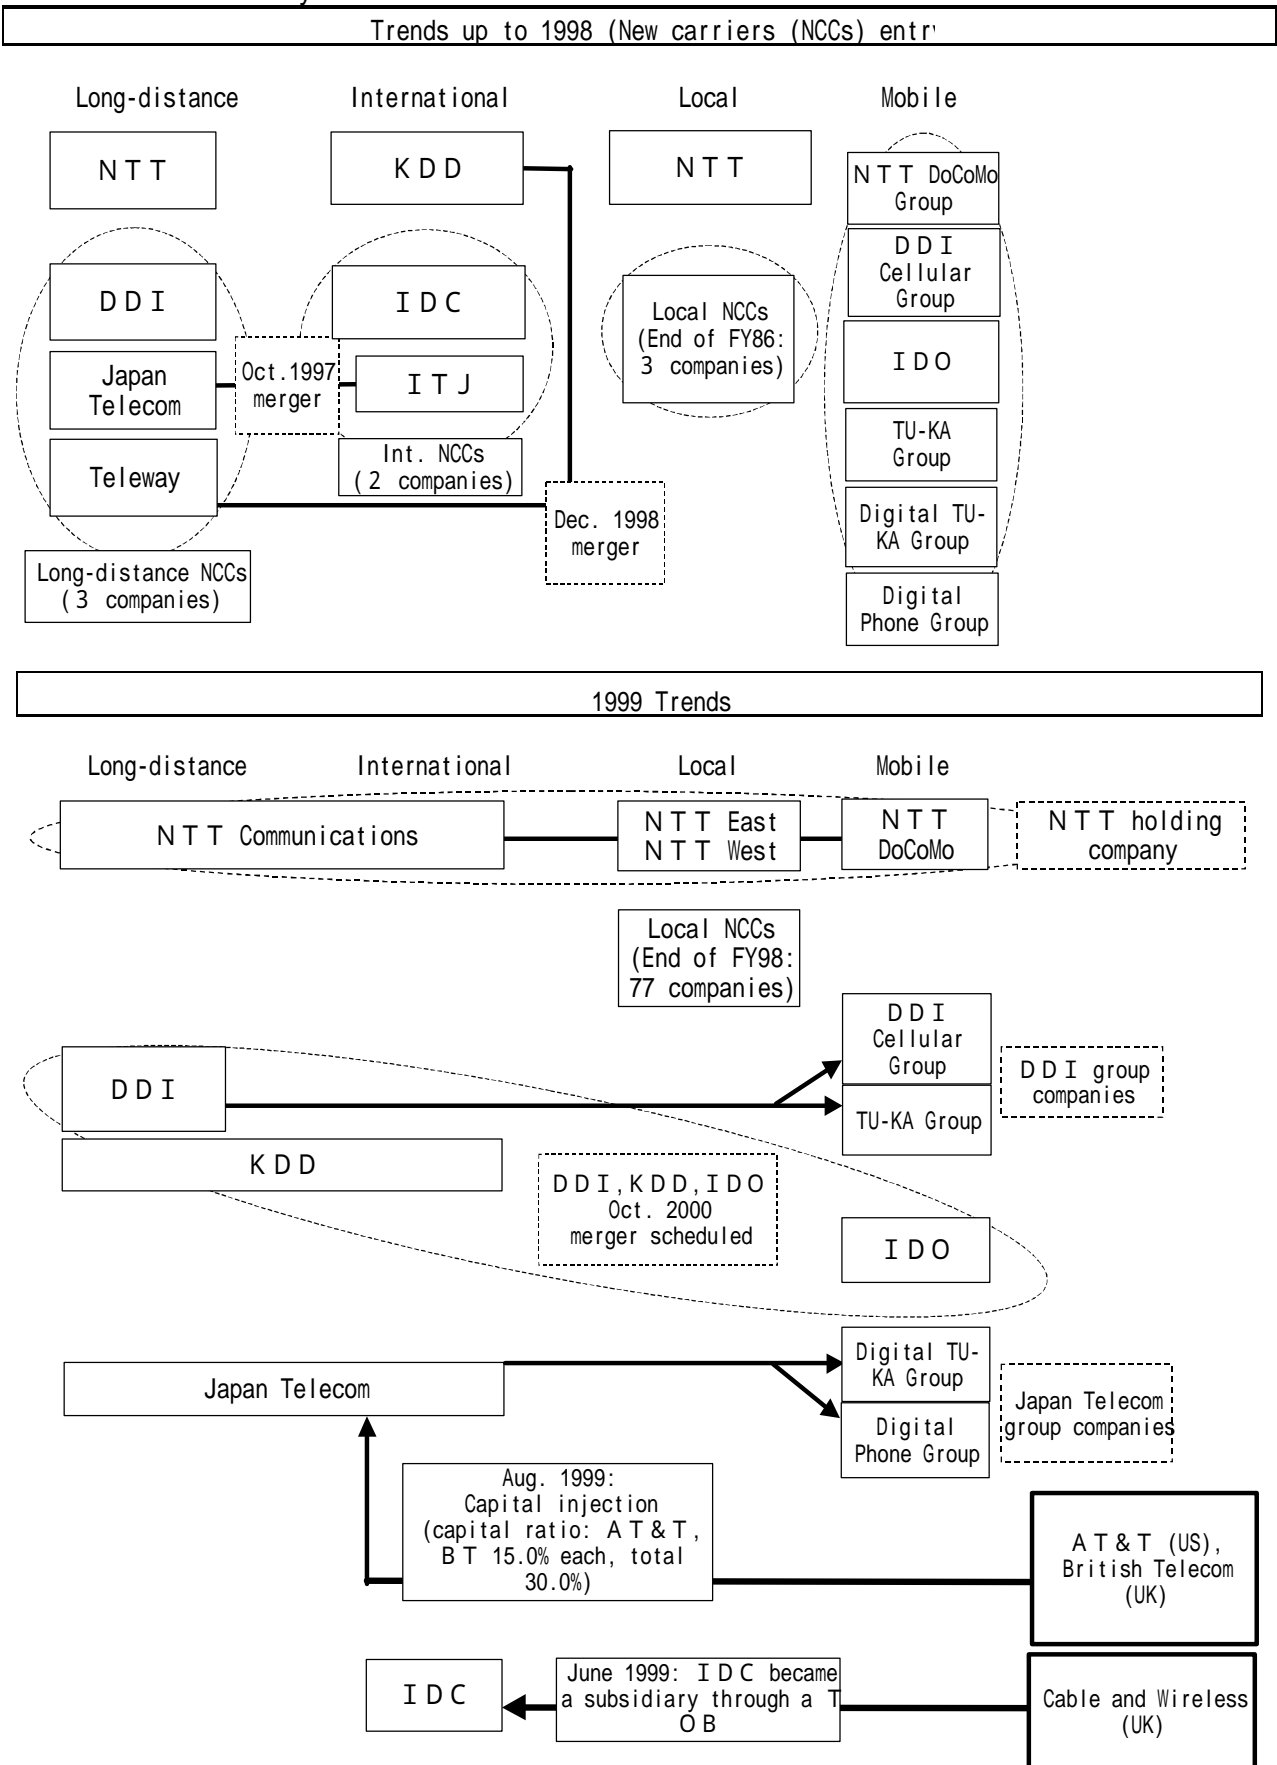 Trends up to 1998 (New carriers (NCCs) entr
Long-distance
International
Local
Mobile
NTT
KDD
NTT
NTT DoCoMo
Group
DDI
IDC
Local NCCs
(End of FY86:
3 companies)
DDI
Cellular
Group
Japan
Telecom
Oct.1997
merger
ITJ
IDO
Teleway
Int. NCCs
(2 companies)
TU-KA
Group
Dec. 1998
merger
Digital TU-
KA Group
Long-distance NCCs
(3 companies)
Digital
Phone Group
1999 Trends
Long-distance
International
Local
Mobile
NTT Communications
NTT East
NTT West
NTT
DoCoMo
NTT holding
company
Local NCCs
(End of FY98:
77 companies)
DDI
DDI
Cellular
Group
TU-KA Group
DDI group
companies
KDD
DDI,KDD,IDO
Oct. 2000
merger scheduled
IDO
Japan Telecom
Digital TU-
KA Group
Digital
Phone Group
Japan Telecom
group companies
Aug. 1999:
Capital injection
(capital ratio: AT&T,
BT 15.0% each, total
30.0%)
AT&T (US),
British Telecom
(UK)
IDC
June 1999: IDC became
a subsidiary through a T
OB
Cable and Wireless
(UK)